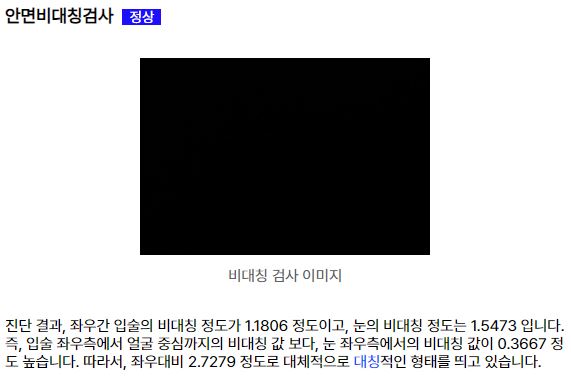 안면비대칭검사 정상
비대칭 검사 이미지
진단 결과, 좌우간 입술의 비대칭 정도가 1.1806 정도이고, 눈의 비대칭 정도는 1.5473 입니다.
즉, 입술 좌우측에서 얼굴 중심까지의 비대칭 값 보다, 눈 좌우측에서의 비대칭 값이 0.3667 정
도 높습니다. 따라서, 좌우대비 2.7279 정도로 대체적으로 대칭적인 형태를 띄고 있습니다.